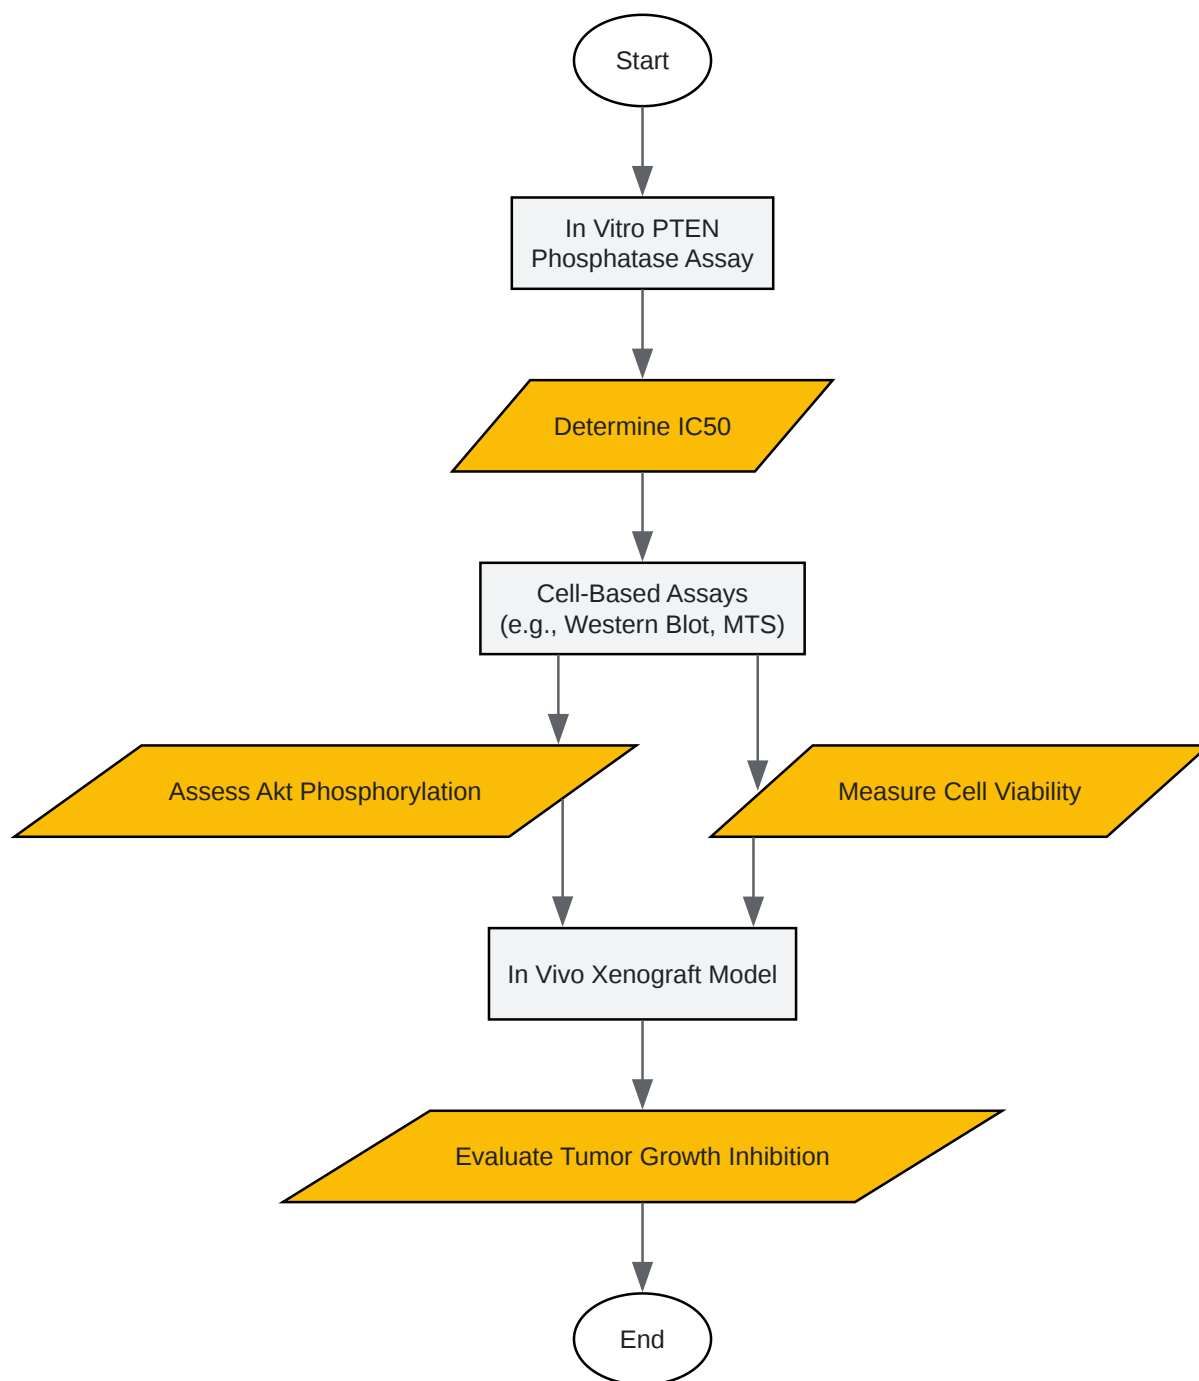 Start
In Vitro PTEN
Phosphatase Assay
Determine IC50
Cell-Based Assays
(e.g., Western Blot, MTS)
Assess Akt Phosphorylation
Measure Cell Viability
In Vivo Xenograft Model
Evaluate Tumor Growth Inhibition
End